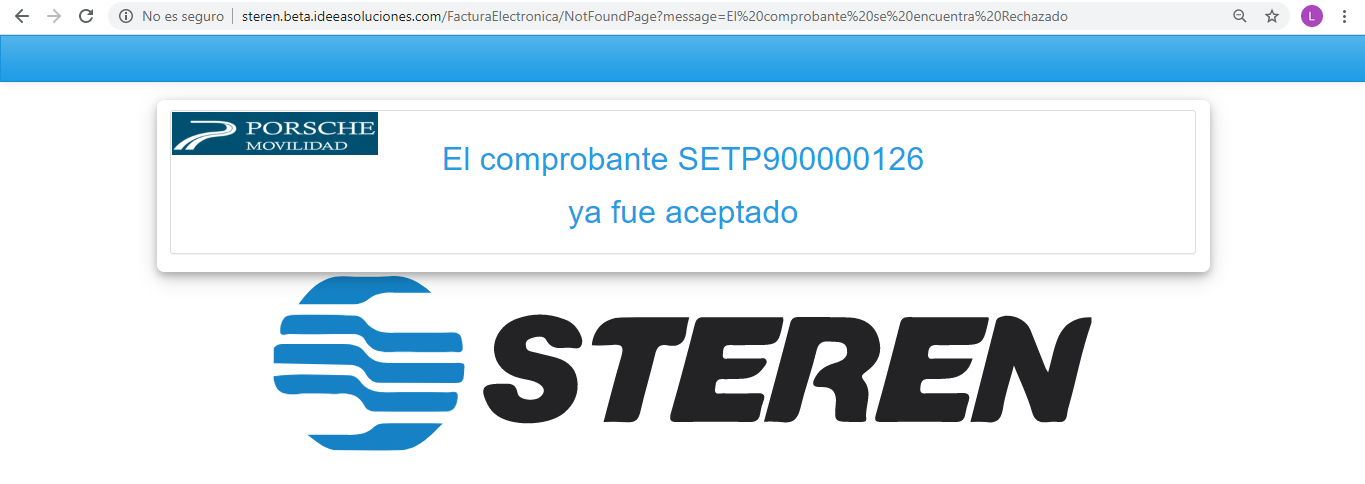 No es seguro
steren.beta.ideeasoluciones.com/FacturaElectronica/NotFoundPage?message=El%20comprobante%20se%20encuentra%20Rechazado
L
PORSCHE
MOVILIDAD
El comprobante SETP900000126
ya fue aceptado
STEREN